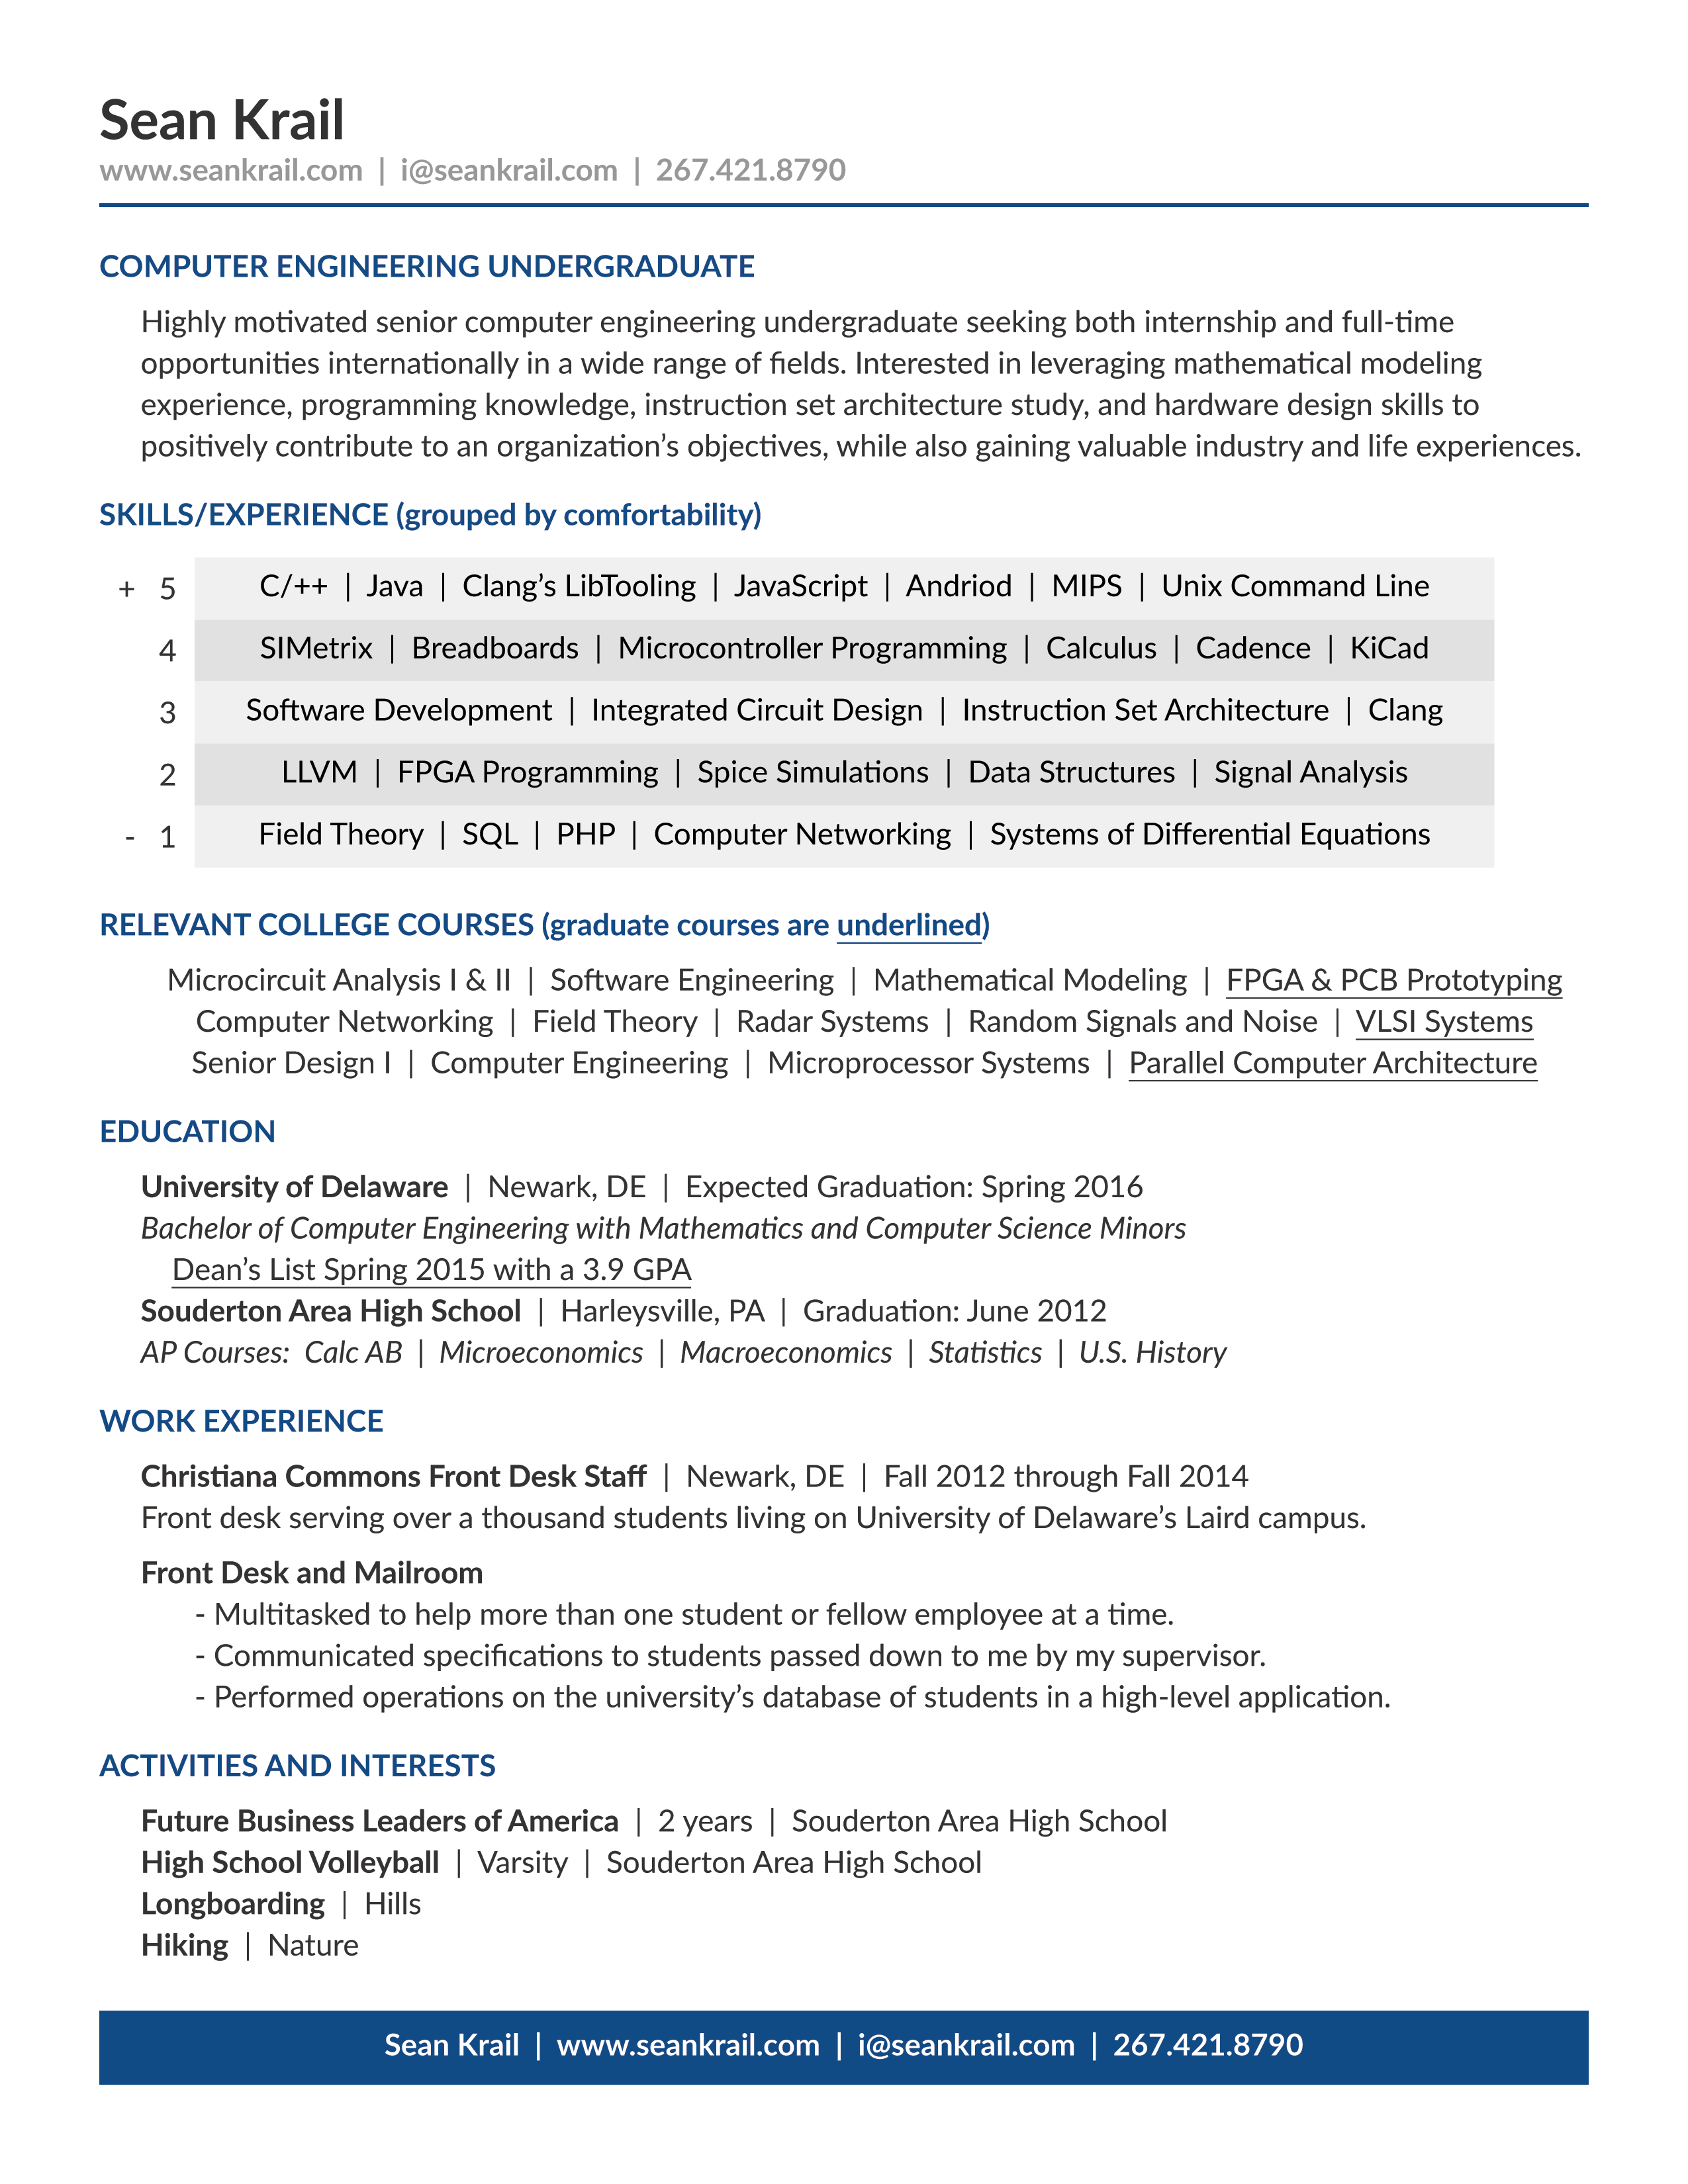 Sean Krail
www.seankrail.com | i@seankrail.com | 267.421.8790
COMPUTER ENGINEERING UNDERGRADUATE
Highly motivated senior computer engineering undergraduate seeking both internship and full-time
opportunities internationally in a wide range of fields. Interested in leveraging mathematical modeling
experience, programming knowledge, instruction set architecture study, and hardware design skills to
positively contribute to an organization’s objectives, while also gaining valuable industry and life experiences.
SKILLS/EXPERIENCE (grouped by comfortability)
+ 5 C/++ | Java | Clang’s LibTooling | JavaScript | Andriod | MIPS | Unix Command Line
4 SIMetrix | Breadboards | Microcontroller Programming | Calculus | Cadence | KiCad
3 Software Development | Integrated Circuit Design | Instruction Set Architecture | Clang
2 LLVM | FPGA Programming | Spice Simulations | Data Structures | Signal Analysis
- 1 Field Theory | SQL | PHP | Computer Networking | Systems of Differential Equations
RELEVANT COLLEGE COURSES (graduate courses are underlined)
Microcircuit Analysis I & II | Software Engineering | Mathematical Modeling | FPGA & PCB Prototyping
Computer Networking | Field Theory | Radar Systems | Random Signals and Noise | VLSI Systems
Senior Design I | Computer Engineering | Microprocessor Systems | Parallel Computer Architecture
EDUCATION
University of Delaware | Newark, DE | Expected Graduation: Spring 2016
Bachelor of Computer Engineering with Mathematics and Computer Science Minors
Dean’s List Spring 2015 with a 3.9 GPA
Souderton Area High School | Harleysville, PA | Graduation: June 2012
AP Courses: Calc AB | Microeconomics | Macroeconomics | Statistics | U.S. History
WORK EXPERIENCE
Christiana Commons Front Desk Staff | Newark, DE | Fall 2012 through Fall 2014
Front desk serving over a thousand students living on University of Delaware’s Laird campus.
Front Desk and Mailroom
- Multitasked to help more than one student or fellow employee at a time.
- Communicated specifications to students passed down to me by my supervisor.
- Performed operations on the university’s database of students in a high-level application.
ACTIVITIES AND INTERESTS
Future Business Leaders of America | 2 years | Souderton Area High School
High School Volleyball | Varsity | Souderton Area High School
Longboarding | Hills
Hiking | Nature
Sean Krail | www.seankrail.com | i@seankrail.com | 267.421.8790